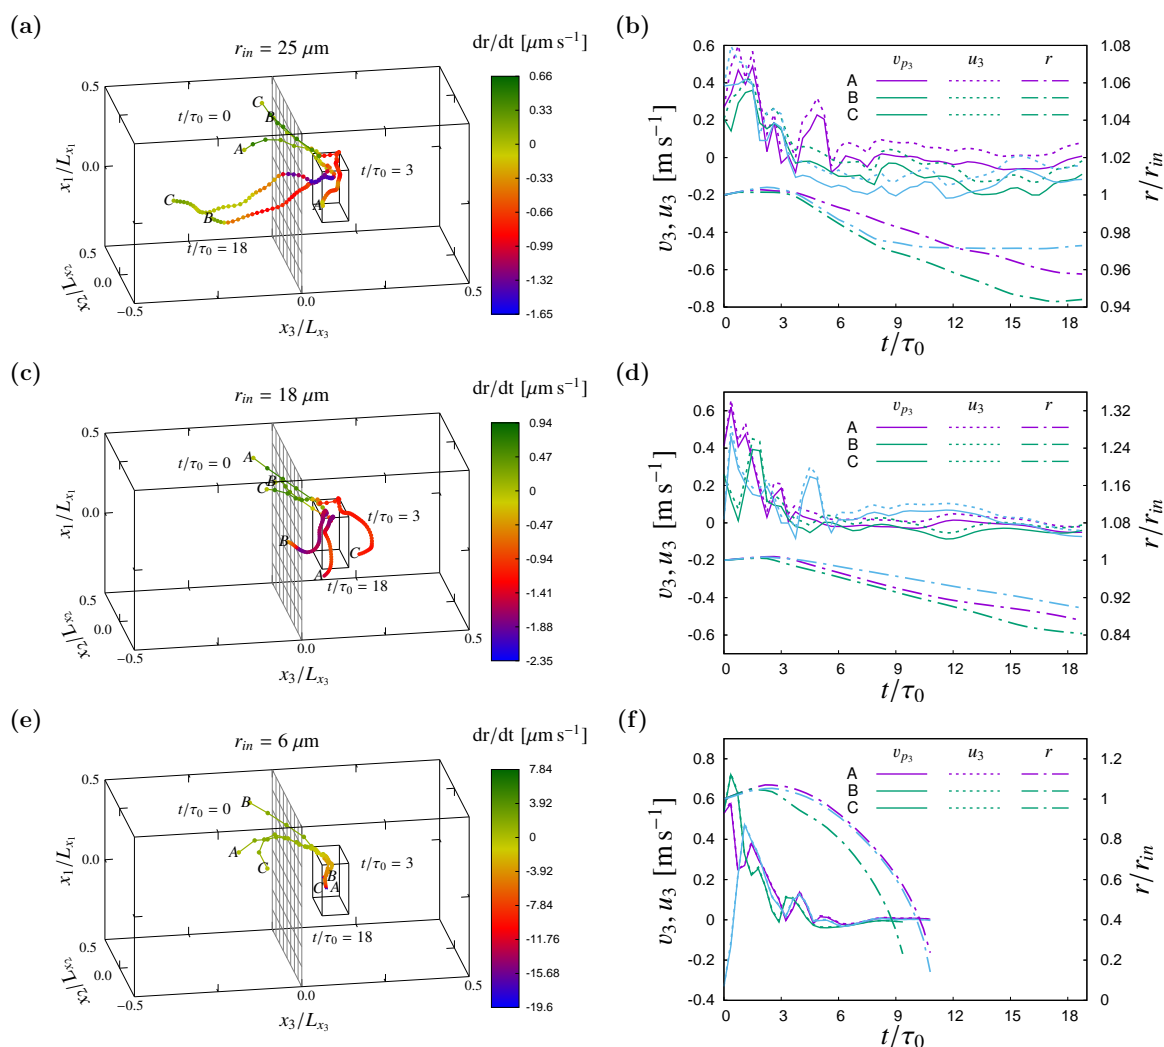 (a)
r_in = 25 μm
dr/dt [μm s⁻¹]
0.5
0.0
0.5
0.0
−0.5
0.0
0.5
x₁/L_x₁
x₂/L_x₂
x₃/L_x₃
t/τ₀ = 0
t/τ₀ = 3
t/τ₀ = 18
C
B
A
C
B
A
0.66
0.33
0
-0.33
-0.66
-0.99
-1.32
-1.65
(b)
v_p₃ u₃ r
A
B
C
0.6
0.4
0.2
0
-0.2
-0.4
-0.6
-0.8
v₃, u₃ [m s⁻¹]
1.08
1.06
1.04
1.02
1
0.98
0.96
0.94
r/r_in
0 3 6 9 12 15 18
t/τ₀
(c)
r_in = 18 μm
dr/dt [μm s⁻¹]
0.5
0.0
0.5
0.0
−0.5
0.0
0.5
x₁/L_x₁
x₂/L_x₂
x₃/L_x₃
t/τ₀ = 0
t/τ₀ = 3
t/τ₀ = 18
A
B
C
B
C
A
0.94
0.47
0
-0.47
-0.94
-1.41
-1.88
-2.35
(d)
v_p₃ u₃ r
A
B
C
0.6
0.4
0.2
0
-0.2
-0.4
-0.6
v₃, u₃ [m s⁻¹]
1.32
1.24
1.16
1.08
1
0.92
0.84
r/r_in
0 3 6 9 12 15 18
t/τ₀
(e)
r_in = 6 μm
dr/dt [μm s⁻¹]
0.5
0.0
0.5
0.0
−0.5
0.0
0.5
x₁/L_x₁
x₂/L_x₂
x₃/L_x₃
t/τ₀ = 0
t/τ₀ = 3
t/τ₀ = 18
B
A
C
B
C
A
7.84
3.92
0
-3.92
-7.84
-11.76
-15.68
-19.6
(f)
v_p₃ u₃ r
A
B
C
0.8
0.6
0.4
0.2
0
-0.2
-0.4
v₃, u₃ [m s⁻¹]
1.2
1
0.8
0.6
0.4
0.2
0
r/r_in
0 3 6 9 12 15 18
t/τ₀